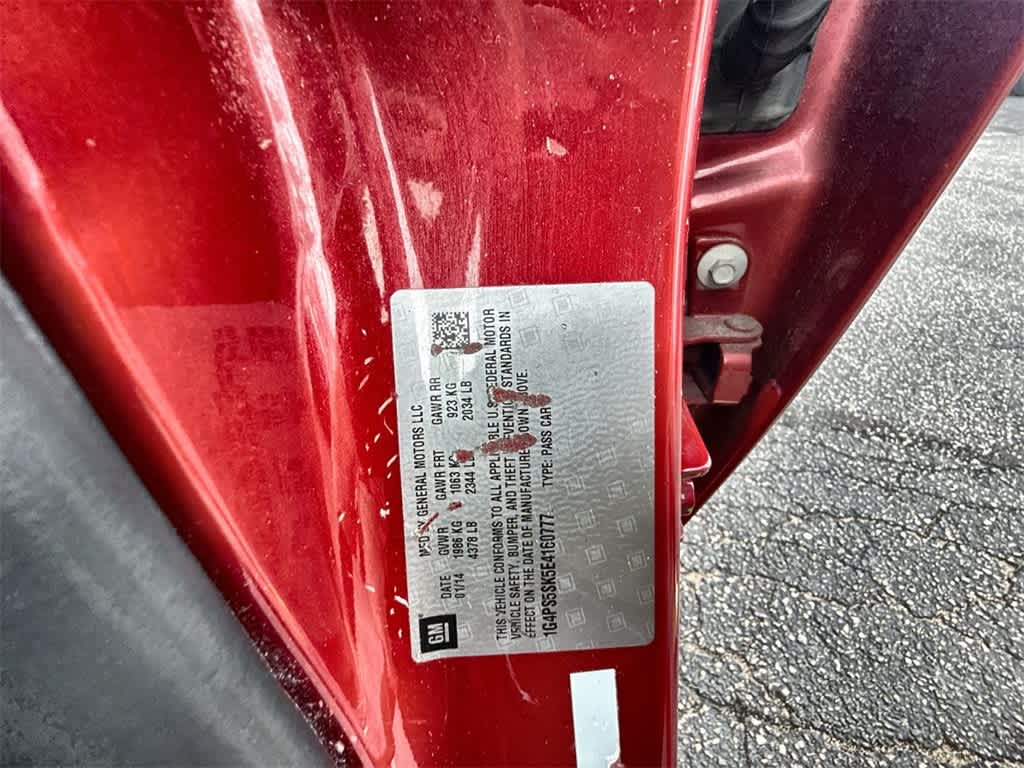 GM
MFD BY GENERAL MOTORS LLC
DATE GVWR GAWR FRT GAWR RR
01/14 1986 KG 1063 KG 923 KG
4378 LB 2344 LB 2034 LB
THIS VEHICLE CONFORMS TO ALL APPLICABLE U.S. FEDERAL MOTOR
VEHICLE SAFETY, BUMPER, AND THEFT PREVENTION STANDARDS IN
EFFECT ON THE DATE OF MANUFACTURE SHOWN ABOVE.
1G4PS5SK5E4160777 TYPE: PASS CAR